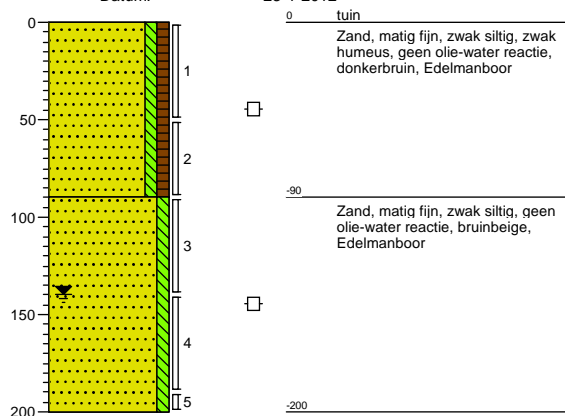 0
50
100
150
200
1
2
3
4
5
0 tuin
Zand, matig fijn, zwak siltig, zwak
humeus, geen olie-water reactie,
donkerbruin, Edelmanboor
-90
Zand, matig fijn, zwak siltig, geen
olie-water reactie, bruinbeige,
Edelmanboor
-200